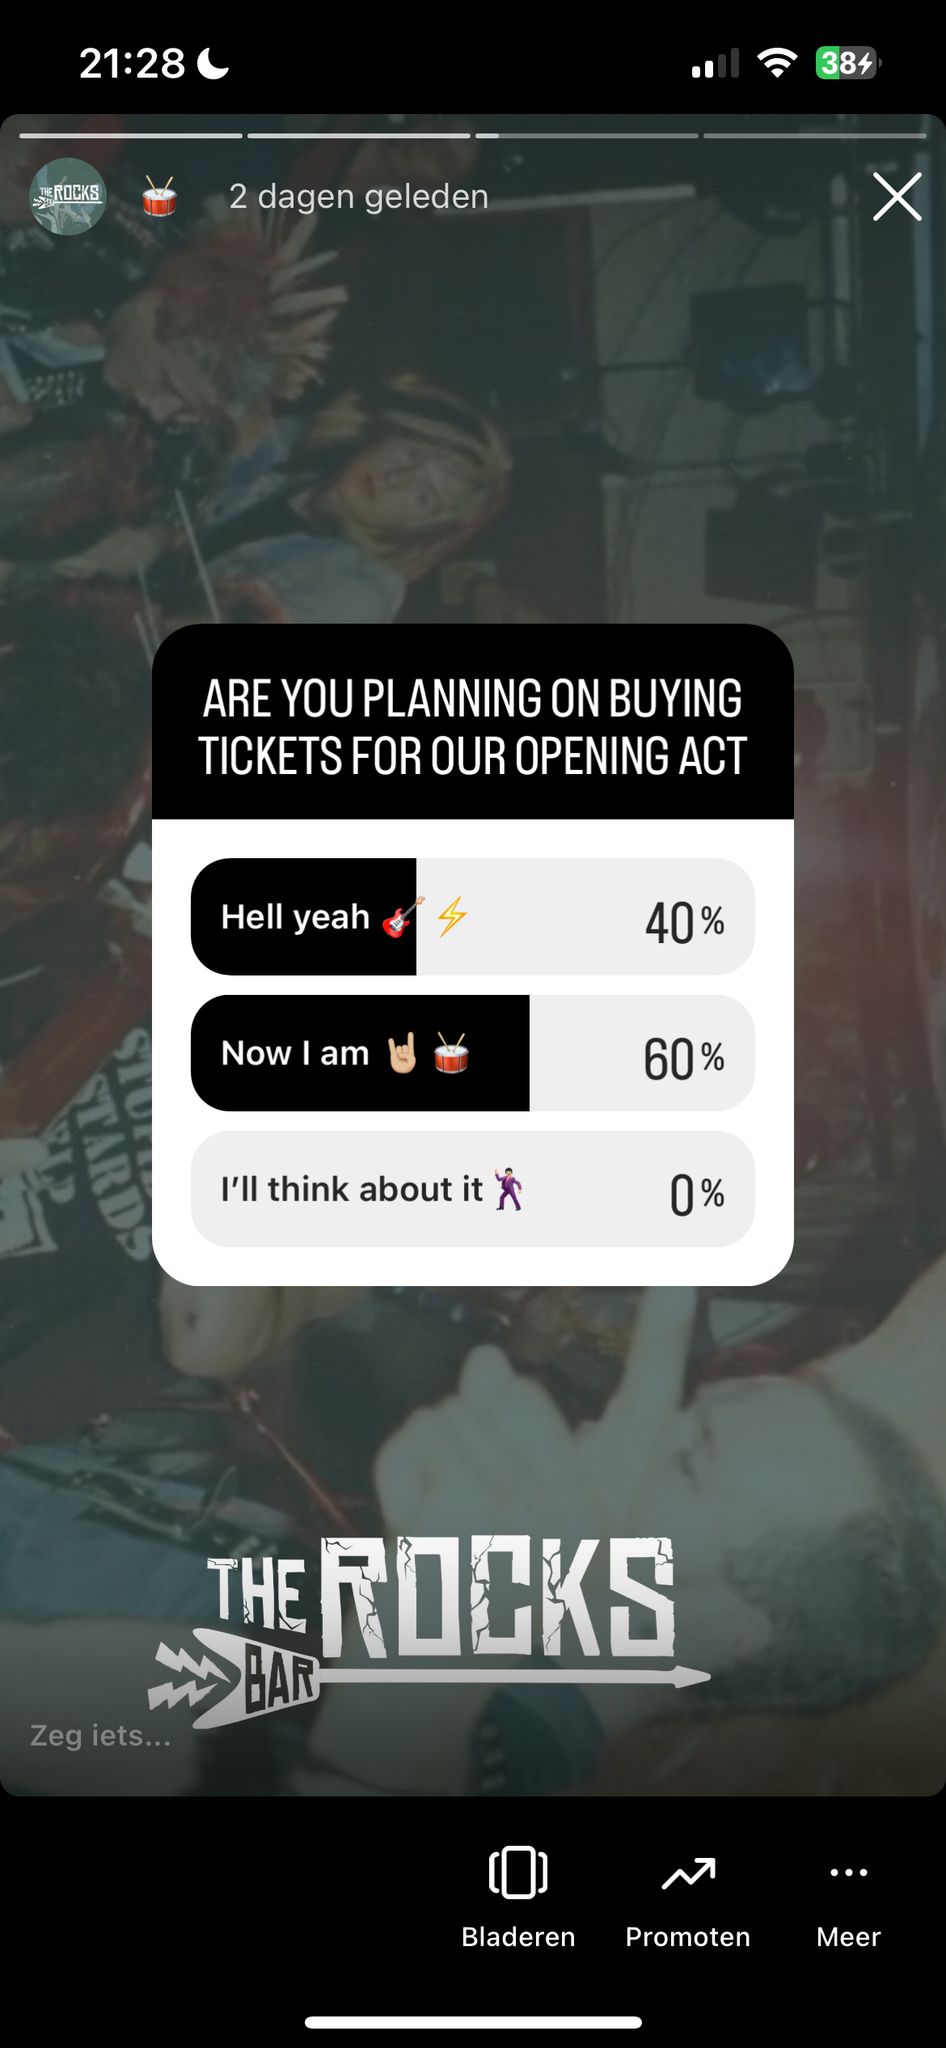 21:28
38
THE ROCKS
🥁 2 dagen geleden
ARE YOU PLANNING ON BUYING
TICKETS FOR OUR OPENING ACT
Hell yeah 🎸⚡ 40%
Now I am 🤘🏼🥁 60%
I’ll think about it🕺🏻 0%
STARDS
THE ROCKS
BAR
Zeg iets...
Bladeren Promoten Meer